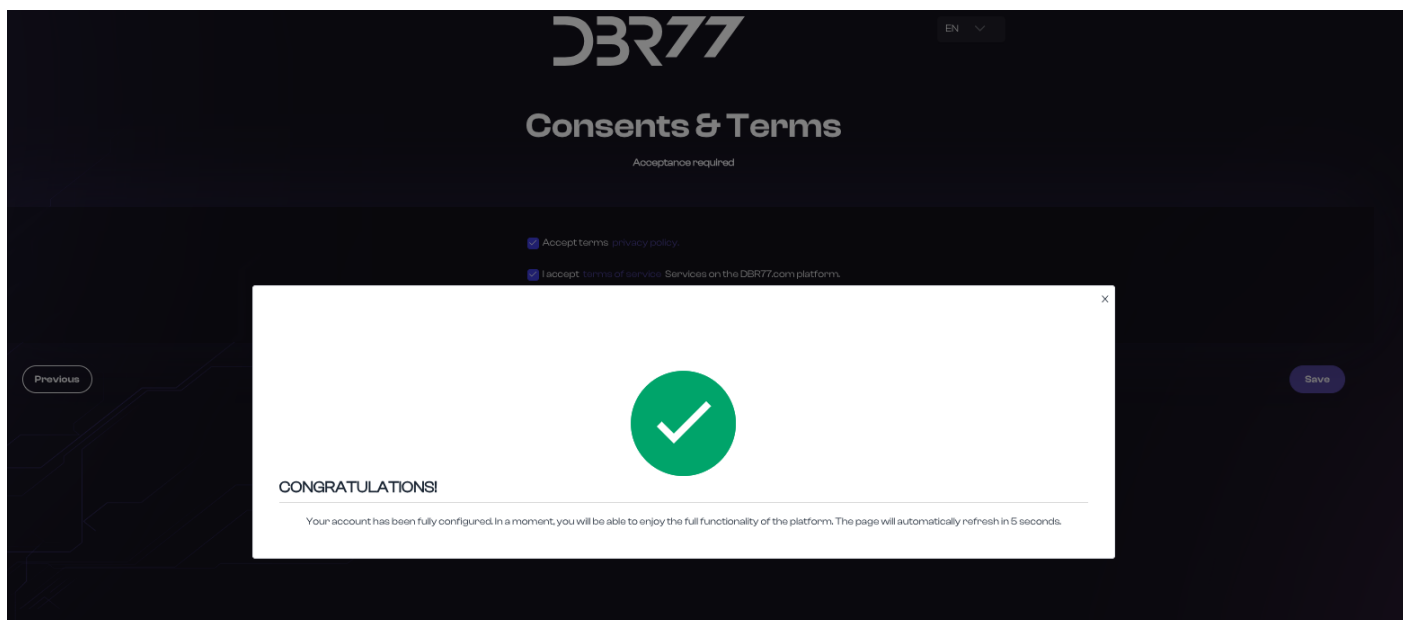 DBR77
EN
Consents & Terms
Acceptance required
Accept terms privacy policy.
I accept terms of service Services on the DBR77.com platform.
Previous
Save
CONGRATULATIONS!
Your account has been fully configured. In a moment, you will be able to enjoy the full functionality of the platform. The page will automatically refresh in 5 seconds.